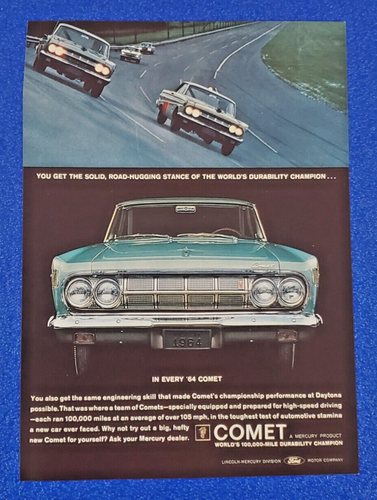 YOU GET THE SOLID, ROAD-HUGGING STANCE OF THE WORLD'S DURABILITY CHAMPION...
1964
IN EVERY '64 COMET
You also get the same engineering skill that made Comet's championship performance at Daytona
possible. That was where a team of Comets—specially equipped and prepared for high-speed driving
—each ran 100,000 miles at an average of over 105 mph, in the toughest test of automotive stamina
a new car ever faced. Why not try out a big, hefty
new Comet for yourself? Ask your Mercury dealer.
COMET A MERCURY PRODUCT
WORLD'S 100,000-MILE DURABILITY CHAMPION
LINCOLN-MERCURY DIVISION Ford MOTOR COMPANY